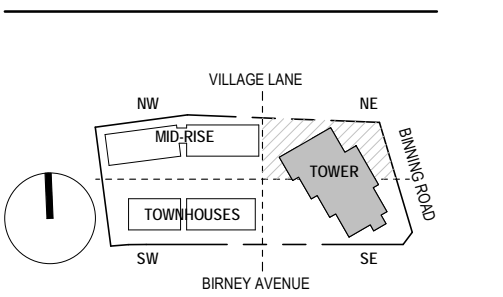 VILLAGE LANE
NW
NE
MID-RISE
BINNING ROAD
TOWER
TOWNHOUSES
SW
SE
BIRNEY AVENUE